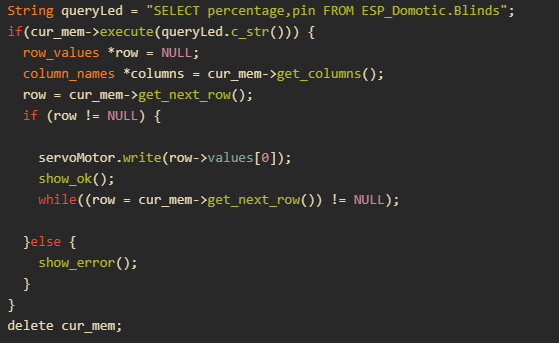 String queryLed = "SELECT percentage,pin FROM ESP_Domotic.Blinds";
if(cur_mem->execute(queryLed.c_str())) {
row_values *row = NULL;
column_names *columns = cur_mem->get_columns();
row = cur_mem->get_next_row();
if (row != NULL) {
servoMotor.write(row->values[0]);
show_ok();
while((row = cur_mem->get_next_row()) != NULL);
}else {
show_error();
}
}
delete cur_mem;